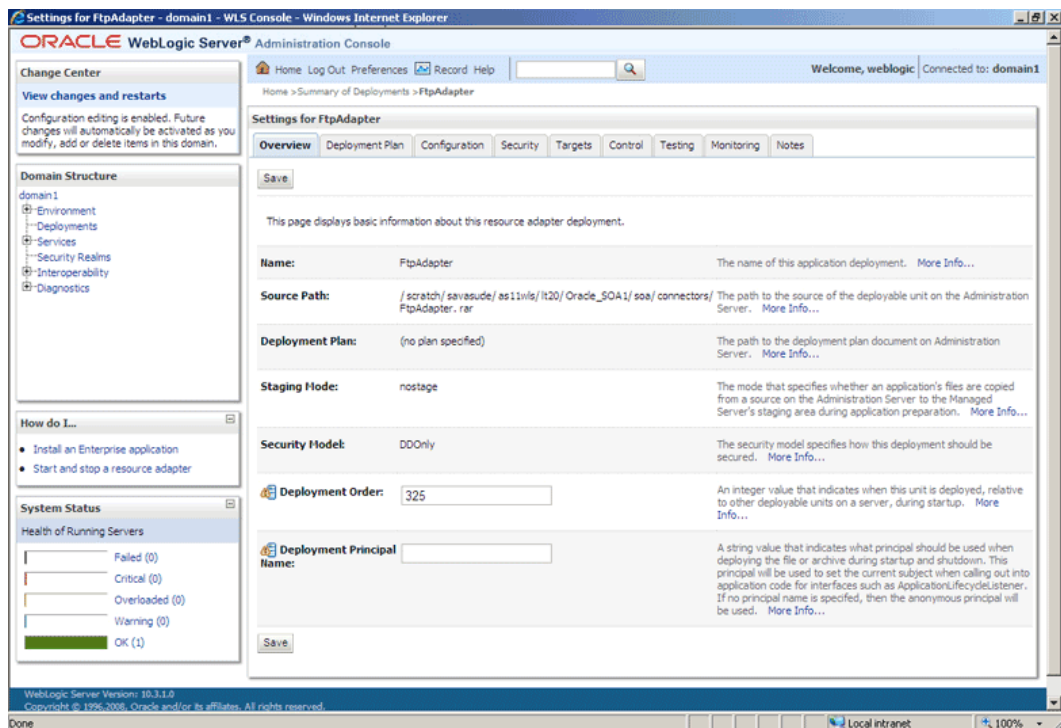 Settings for FtpAdapter - domain1 - WLS Console - Windows Internet Explorer
ORACLE WebLogic Server® Administration Console
Change Center
View changes and restarts
Configuration editing is enabled. Future
changes will automatically be activated as you
modify, add or delete items in this domain.
Domain Structure
domain1
Environment
Deployments
Services
Security Realms
Interoperability
Diagnostics
How do I...
Install an Enterprise application
Start and stop a resource adapter
System Status
Health of Running Servers
Failed (0)
Critical (0)
Overloaded (0)
Warning (0)
OK (1)
Home Log Out Preferences Record Help
Welcome, weblogic Connected to: domain1
Home >Summary of Deployments >FtpAdapter
Settings for FtpAdapter
Overview Deployment Plan Configuration Security Targets Control Testing Monitoring Notes
Save
This page displays basic information about this resource adapter deployment.
Name: FtpAdapter The name of this application deployment. More Info...
Source Path: /scratch/savasude/as11wls/lt20/Oracle_SOA1/soa/connectors/ The path to the source of the deployable unit on the Administration
FtpAdapter.rar Server. More Info...
Deployment Plan: (no plan specified) The path to the deployment plan document on Administration
Server. More Info...
Staging Mode: nostage The mode that specifies whether an application's files are copied
from a source on the Administration Server to the Managed
Server's staging area during application preparation. More Info...
Security Model: DDOnly The security model specifies how this deployment should be
secured. More Info...
Deployment Order: 325 An integer value that indicates when this unit is deployed, relative
to other deployable units on a server, during startup. More
Info...
Deployment Principal A string value that indicates what principal should be used when
Name: deploying the file or archive during startup and shutdown. This
principal will be used to set the current subject when calling out into
application code for interfaces such as ApplicationLifecycleListener.
If no principal name is specifed, then the anonymous principal will
be used. More Info...
Save
WebLogic Server Version: 10.3.1.0
Copyright © 1996,2008, Oracle and/or its affiliates. All rights reserved.
Done Local intranet 100%